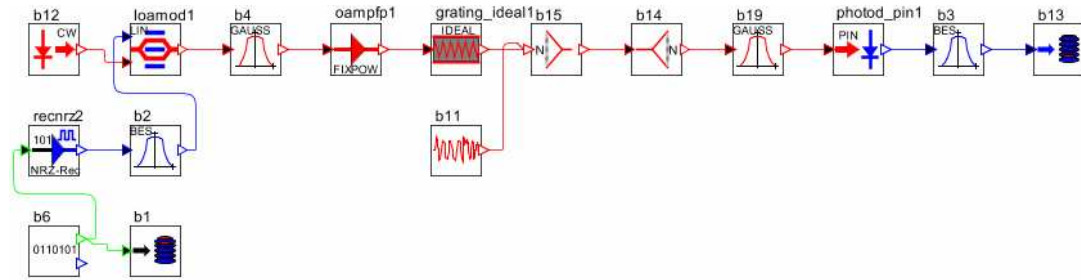 b12 loamod1 b4 oampfp1 grating_ideal1 b15 b14 b19 photod_pin1 b3 b13
CW LIN GAUSS FIXPOW IDEAL N N GAUSS PIN BES
recnrz2 b2 b11
101 NRZ-Rec BES
b6 b1
0110101